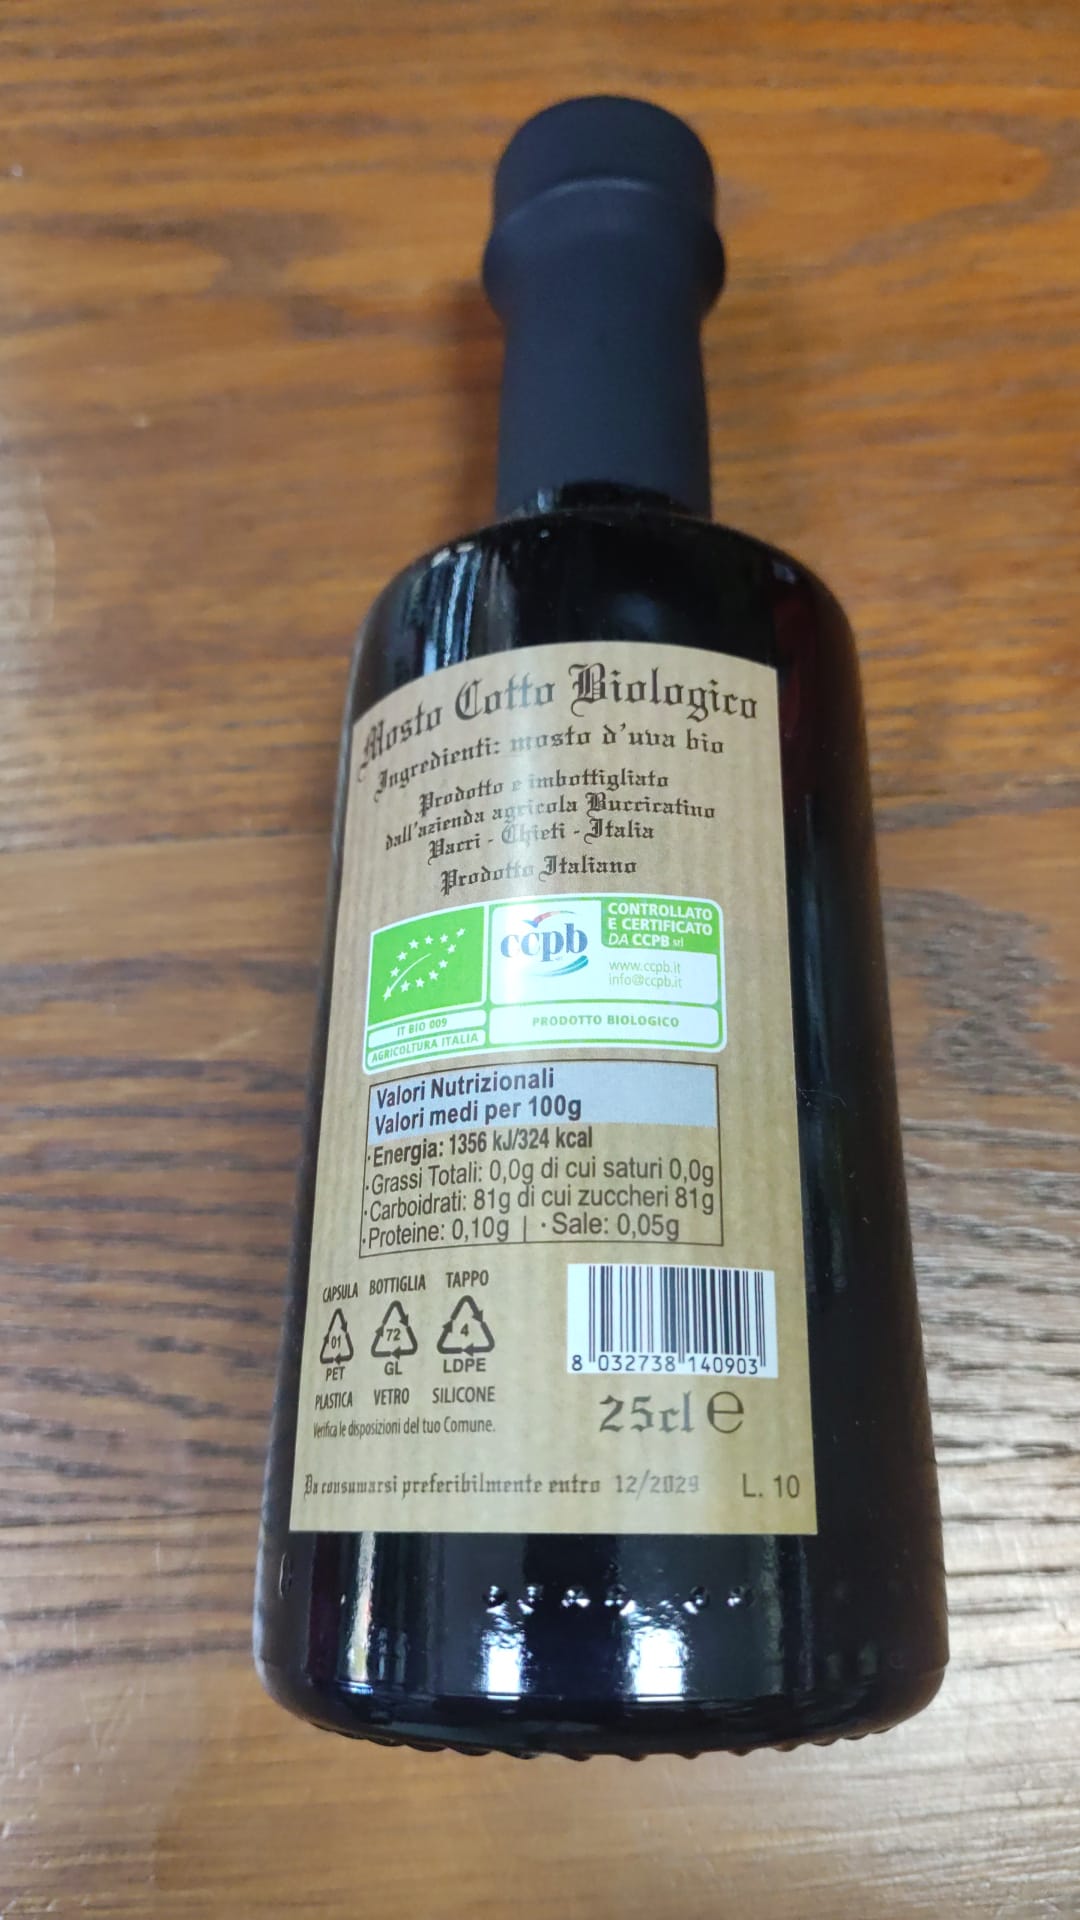 Mosto Cotto Biologico
Ingredienti: mosto d'uva bio
Prodotto e imbottigliato
dall'azienda agricola Buccicatino
Vacri - Chieti - Italia
Prodotto Italiano
ccpb
CONTROLLATO
E CERTIFICATO
DA CCPB srl
www.ccpb.it
info@ccpb.it
IT BIO 009
AGRICOLTURA ITALIA
PRODOTTO BIOLOGICO
Valori Nutrizionali
Valori medi per 100g
·Energia: 1356 kJ/324 kcal
·Grassi Totali: 0,0g di cui saturi 0,0g
·Carboidrati: 81g di cui zuccheri 81g
·Proteine: 0,10g | ·Sale: 0,05g
CAPSULA BOTTIGLIA TAPPO
01 72 4
PET GL LDPE
PLASTICA VETRO SILICONE
Verifica le disposizioni del tuo Comune.
8 032738 140903
25cl e
Da consumarsi preferibilmente entro 12/2029 L. 10